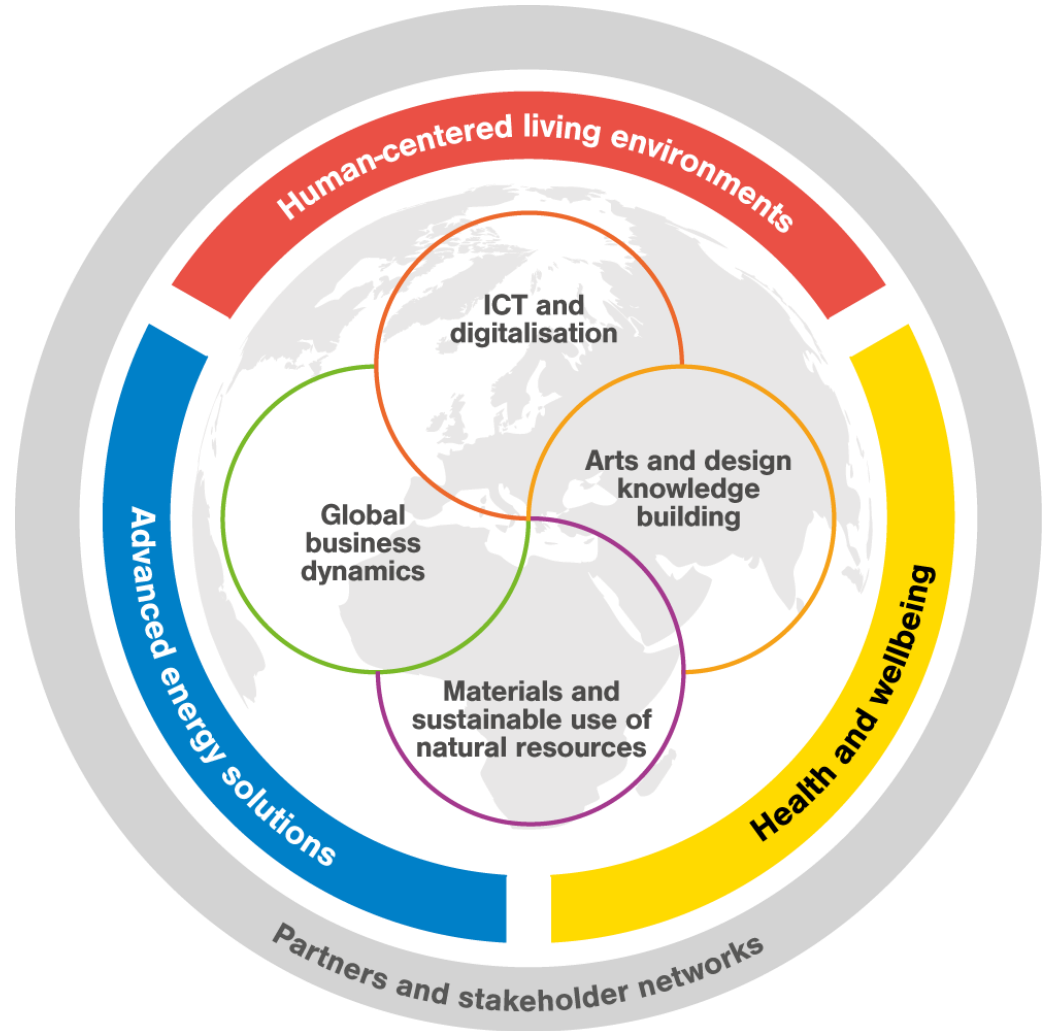 Human-centered living environments
ICT and
digitalisation
Arts and design
knowledge
building
Global
business
dynamics
Materials and
sustainable use of
natural resources
Advanced energy solutions
Health and wellbeing
Partners and stakeholder networks